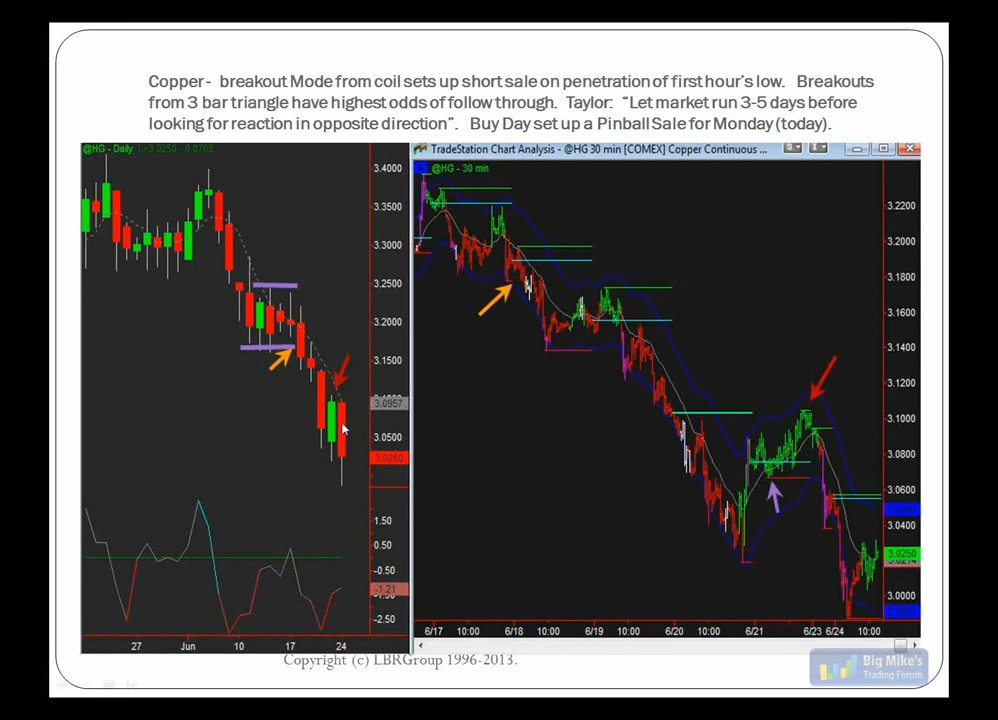 Copper - breakout Mode from coil sets up short sale on penetration of first hour's low. Breakouts
from 3 bar triangle have highest odds of follow through. Taylor: "Let market run 3-5 days before
looking for reaction in opposite direction". Buy Day set up a Pinball Sale for Monday (today).
@HG - Daily L=3.0250 -0.0705
3.4000
3.3500
3.3000
3.2500
3.2000
3.1500
3.0957
3.0500
3.0250
1.50
0.50
-0.50
-1.21
-2.50
27 Jun 10 17 24
TradeStation Chart Analysis - @HG 30 min [COMEX] Copper Continuous ...
@HG - 30 min
3.2200
3.2000
3.1800
3.1600
3.1400
3.1200
3.1000
3.0800
3.0600
3.0400
3.0250
3.0000
6/17 10:00 6/18 10:00 6/19 10:00 6/20 10:00 6/21 6/23 6/24 10:00
Copyright (c) LBRGroup 1996-2013.
Big Mike's
Trading Forum